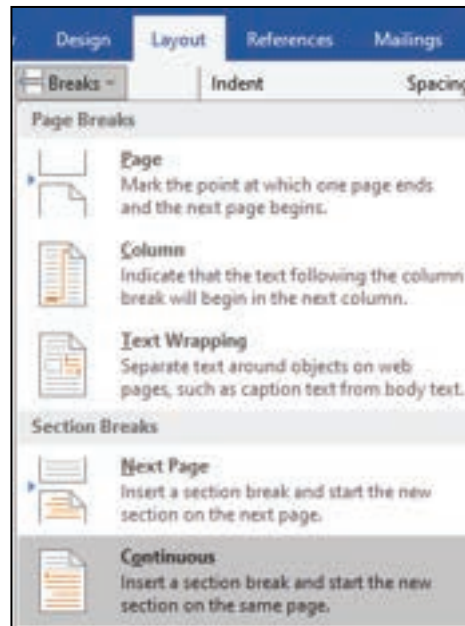 Design Layout References Mailings
Breaks Indent Spacing
Page Breaks
Page
Mark the point at which one page ends
and the next page begins.
Column
Indicate that the text following the column
break will begin in the next column.
Text Wrapping
Separate text around objects on web
pages, such as caption text from body text.
Section Breaks
Next Page
Insert a section break and start the new
section on the next page.
Continuous
Insert a section break and start the new
section on the same page.